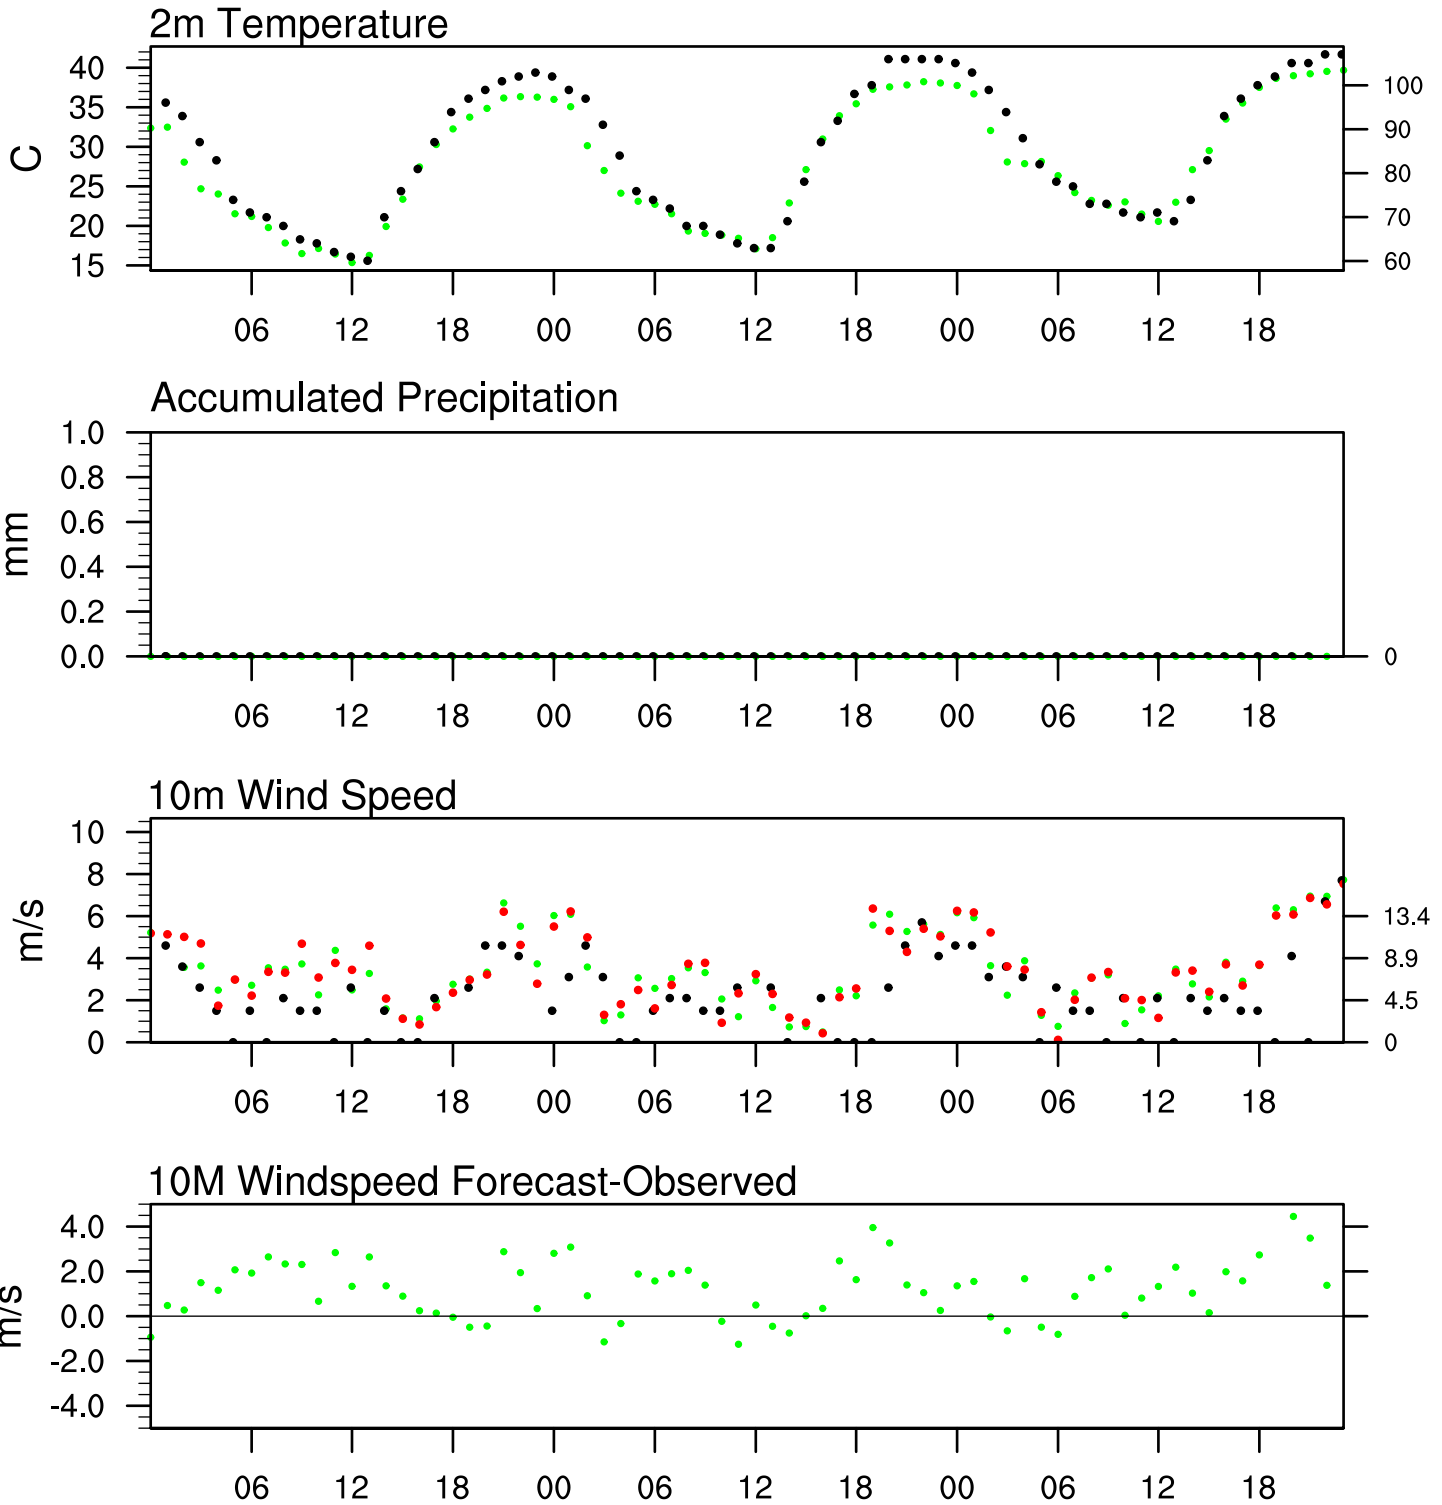 2m Temperature
40
35
30
25
20
15
C
100
90
80
70
60
06 12 18 00 06 12 18 00 06 12 18
Accumulated Precipitation
1.0
0.8
0.6
0.4
0.2
0.0
mm
0
06 12 18 00 06 12 18 00 06 12 18
10m Wind Speed
10
8
6
4
2
0
m/s
13.4
8.9
4.5
0
06 12 18 00 06 12 18 00 06 12 18
10M Windspeed Forecast-Observed
4.0
2.0
0.0
-2.0
-4.0
m/s
06 12 18 00 06 12 18 00 06 12 18